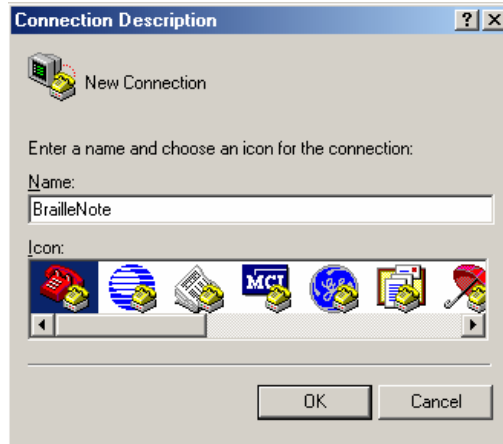 Connection Description
New Connection
Enter a name and choose an icon for the connection:
Name:
BrailleNote
Icon:
MCI
OK
Cancel